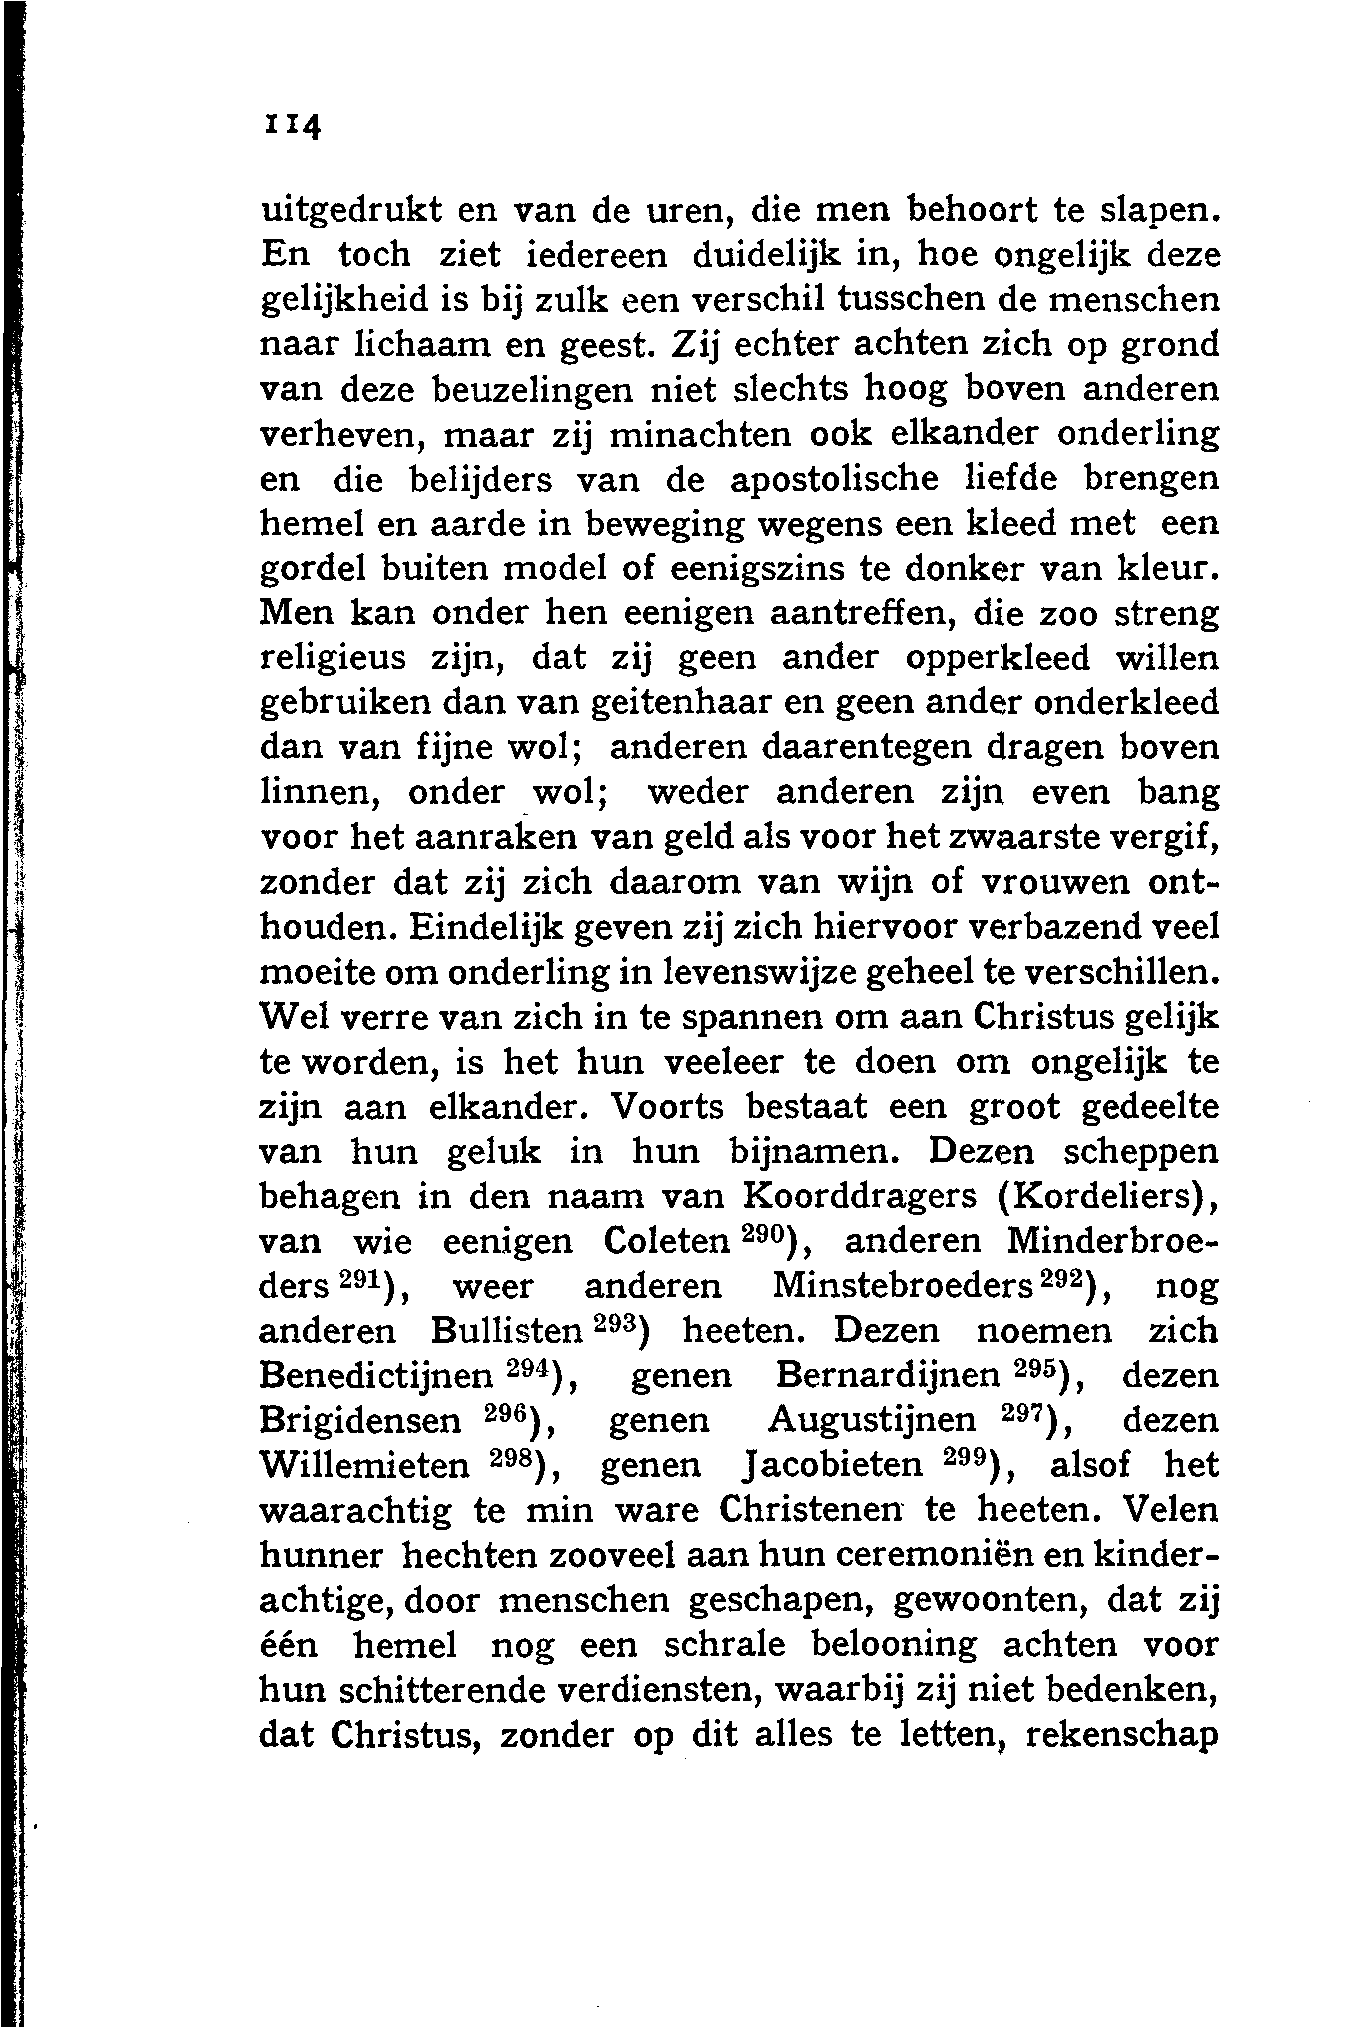 114
uitgedrukt en van de uren, die men behoort te slapen.
En toch ziet iedereen duidelijk in, hoe ongelijk deze
gelijkheid is bij zulk een verschil tusschen de menschen
naar lichaam en geest. Zij echter achten zich op grond
van deze beuzelingen niet slechts hoog boven anderen
verheven, maar zij minachten ook elkander onderling
en die belijders van de apostolische liefde brengen
hemel en aarde in beweging wegens een kleed met een
gordel buiten model of eenigszins te donker van kleur.
Men kan onder hen eenigen aantreffen, die zoo streng
religieus zijn, dat zij geen ander opperkleed willen
gebruiken dan van geitenhaar en geen ander onderkleed
dan van fijne wol; anderen daarentegen dragen boven
linnen, onder wol; weder anderen zijn even bang
voor het aanraken van geld als voor het zwaarste vergif,
zonder dat zij zich daarom van wijn of vrouwen ont-
houden. Eindelijk geven zij zich hiervoor verbazend veel
moeite om onderling in levenswijze geheel te verschillen.
Wel verre van zich in te spannen om aan Christus gelijk
te worden, is het hun veeleer te doen om ongelijk te
zijn aan elkander. Voorts bestaat een groot gedeelte
van hun geluk in hun bijnamen. Dezen scheppen
behagen in den naam van Koorddragers (Kordeliers),
van wie eenigen Coleten ²⁹⁰), anderen Minderbroe-
ders ²⁹¹), weer anderen Minstebroeders ²⁹²), nog
anderen Bullisten ²⁹³) heeten. Dezen noemen zich
Benedictijnen ²⁹⁴), genen Bernardijnen ²⁹⁵), dezen
Brigidensen ²⁹⁶), genen Augustijnen ²⁹⁷), dezen
Willemieten ²⁹⁸), genen Jacobieten ²⁹⁹), alsof het
waarachtig te min ware Christenen te heeten. Velen
hunner hechten zooveel aan hun ceremoniën en kinder-
achtige, door menschen geschapen, gewoonten, dat zij
één hemel nog een schrale belooning achten voor
hun schitterende verdiensten, waarbij zij niet bedenken,
dat Christus, zonder op dit alles te letten, rekenschap